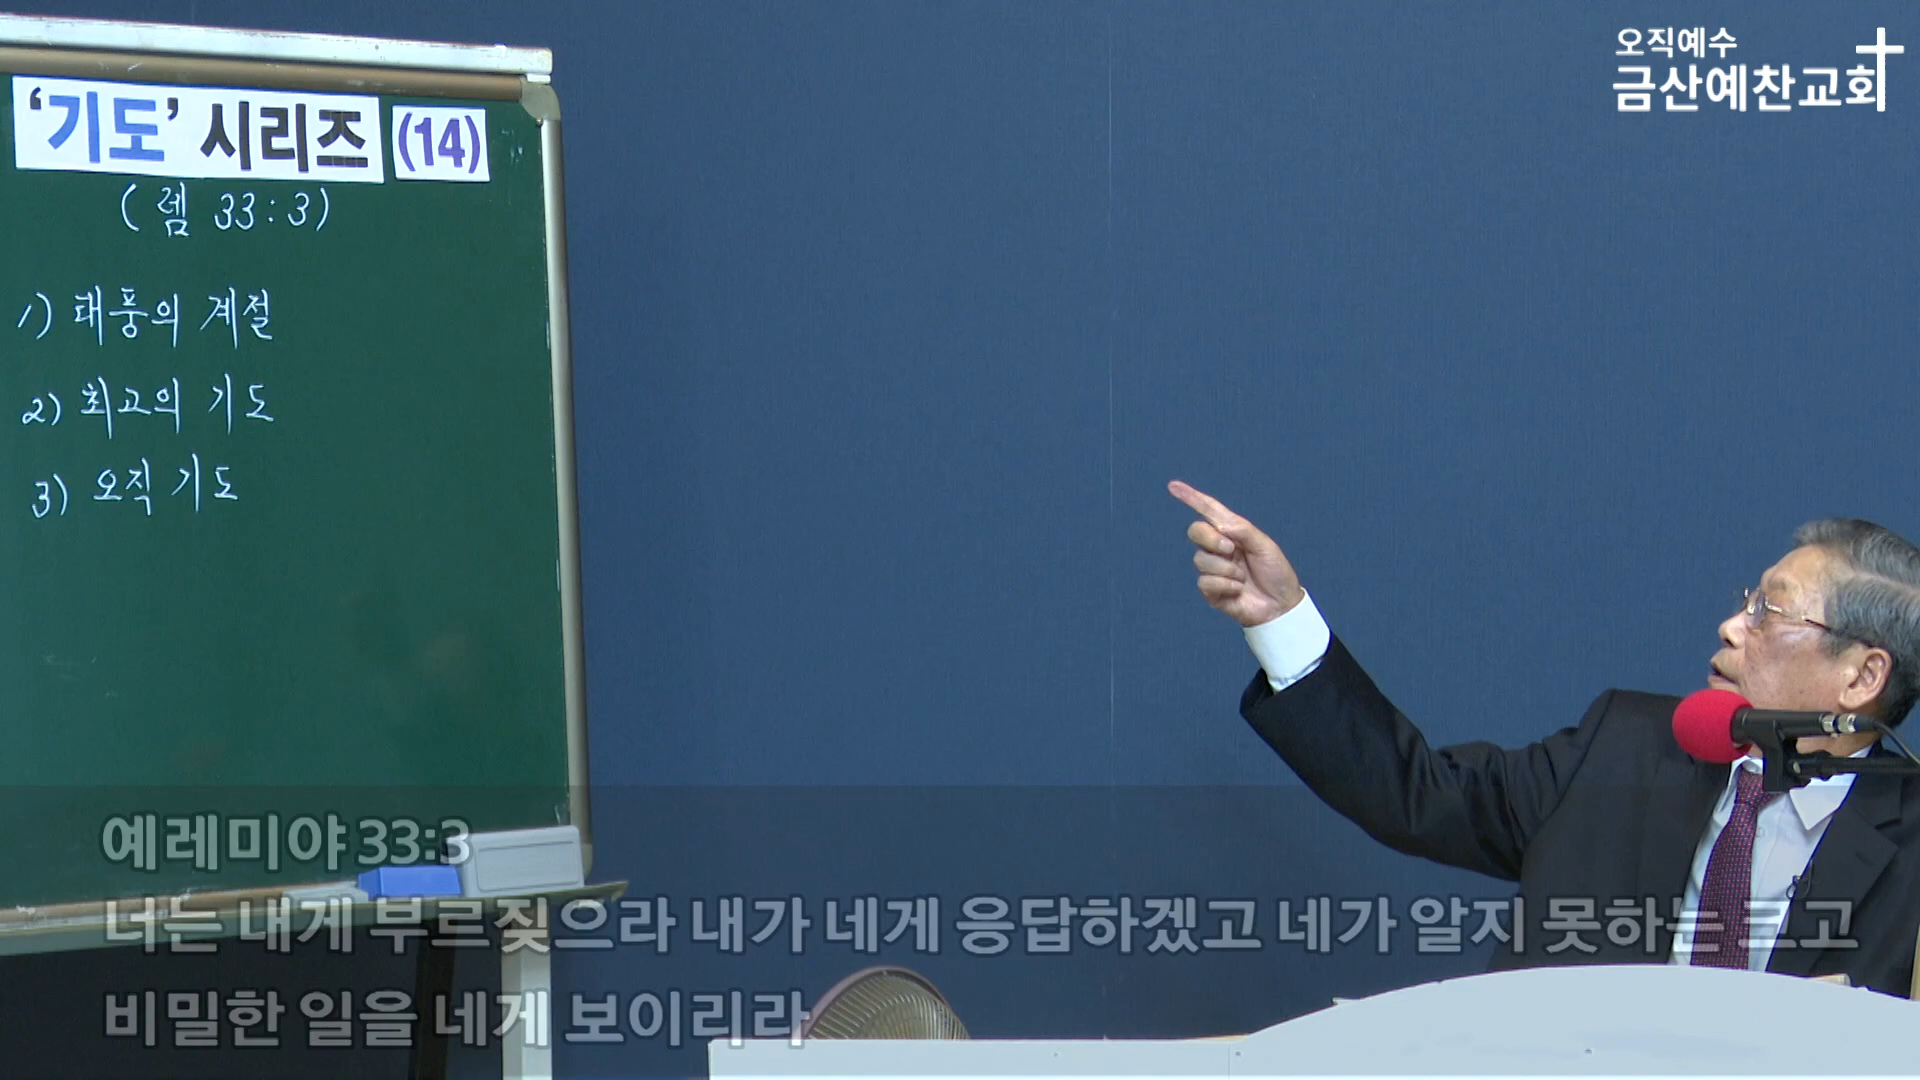 오직예수
금산예찬교회
'기도' 시리즈 (14)
(렘 33:3)
1) 태풍의 계절
2) 최고의 기도
3) 오직 기도
예레미야 33:3
너는 내게 부르짖으라 내가 네게 응답하겠고 네가 알지 못하는 크고
비밀한 일을 네게 보이리라